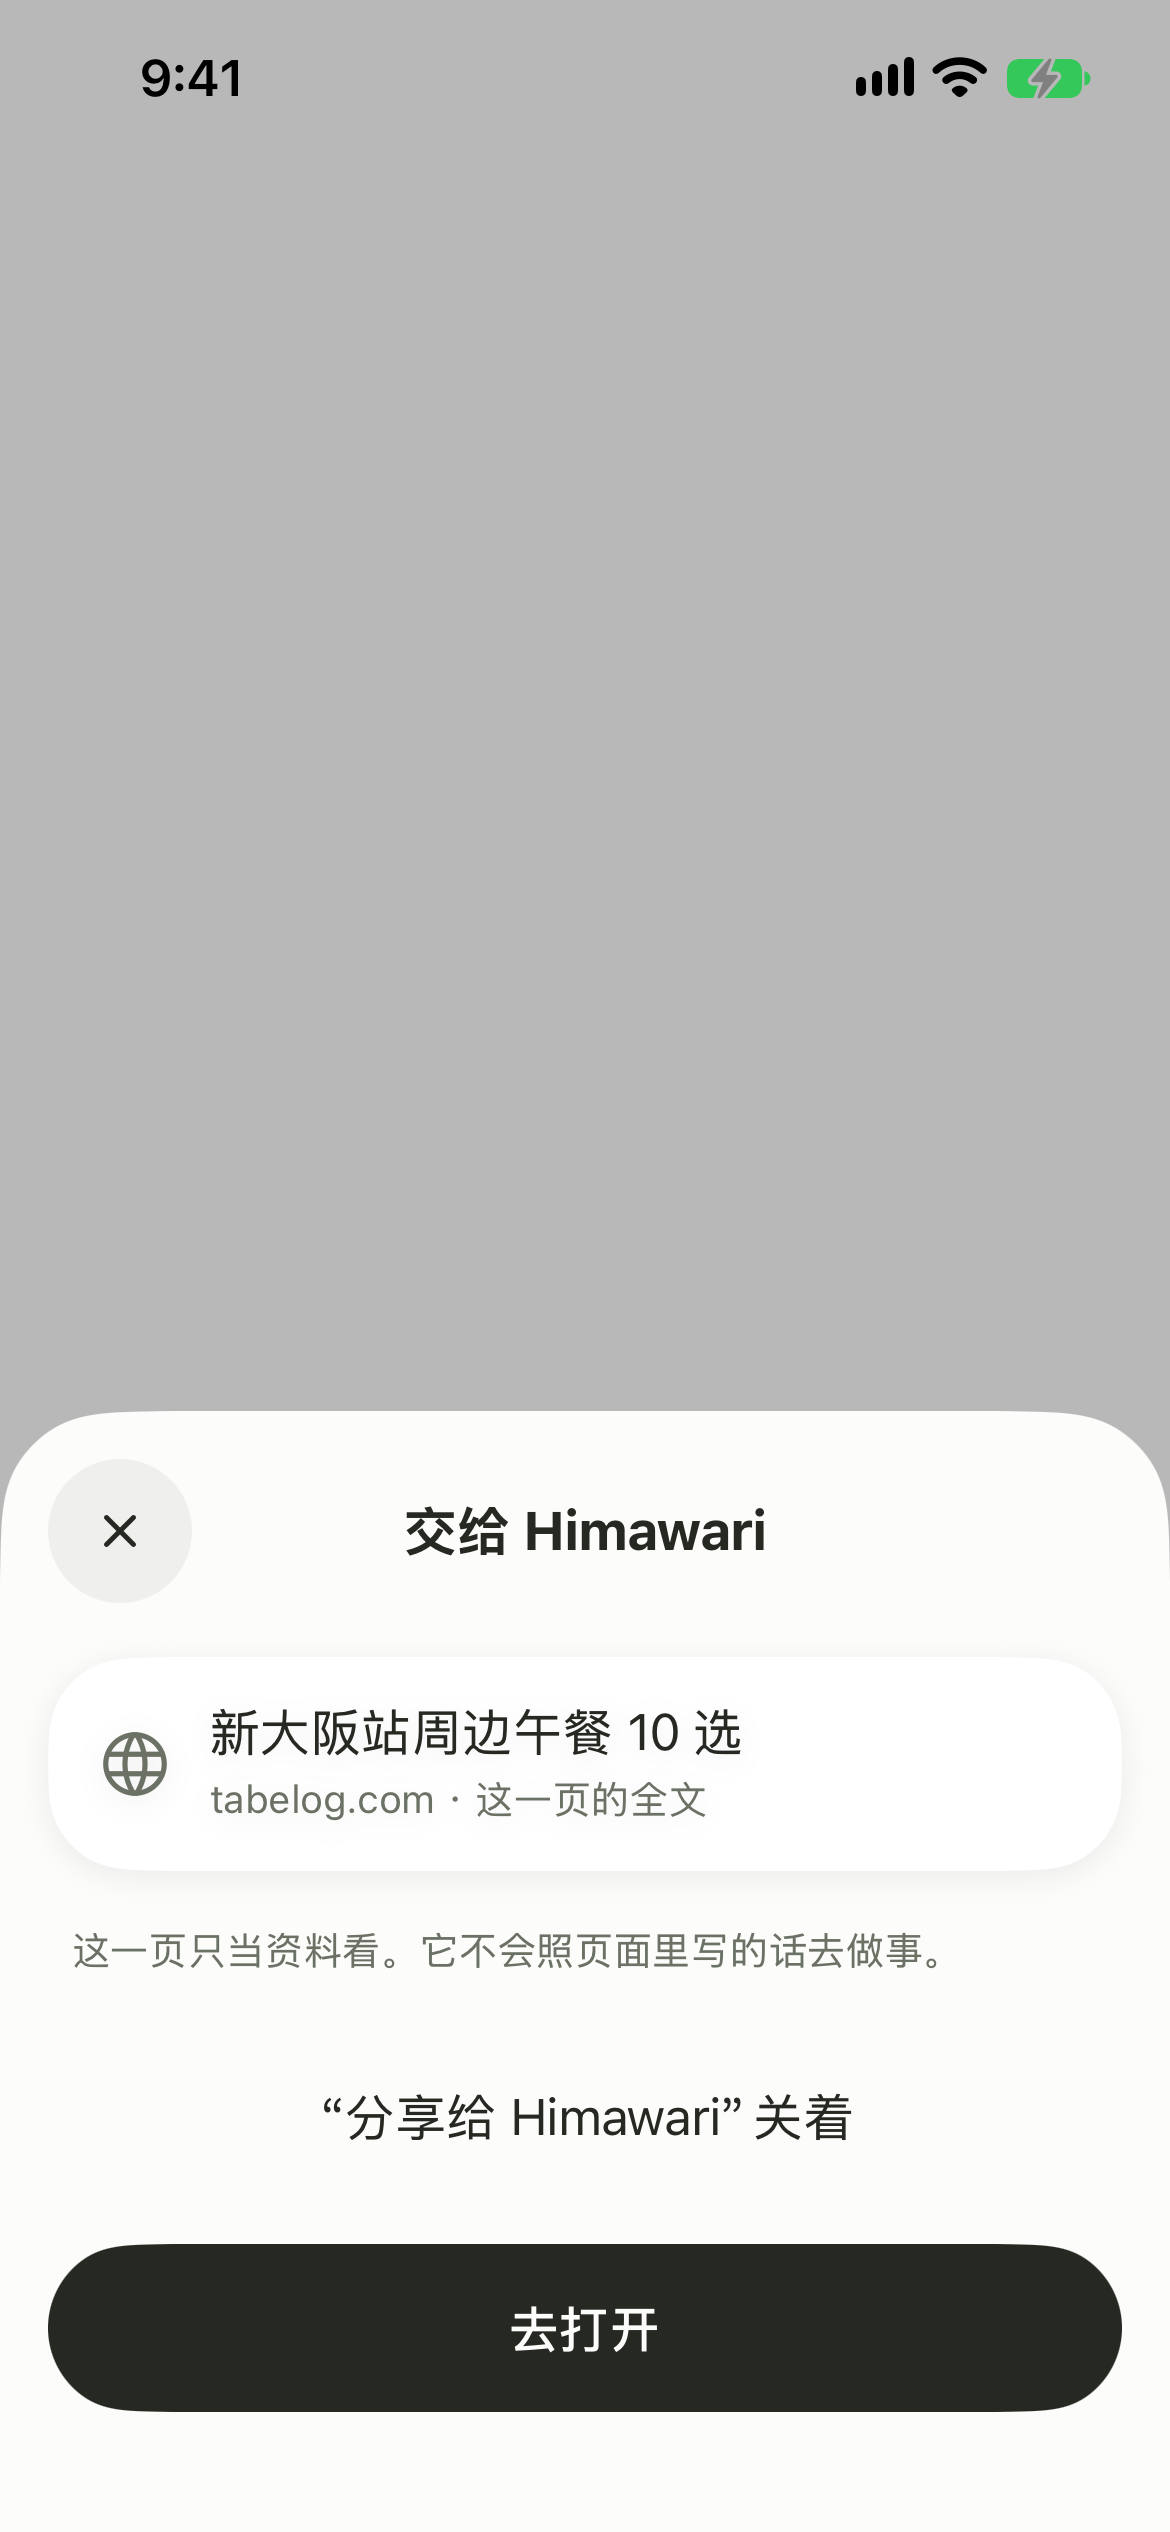 9:41
交给 Himawari
新大阪站周边午餐 10 选
tabelog.com · 这一页的全文
这一页只当资料看。它不会照页面里写的话去做事。
“分享给 Himawari” 关着
去打开